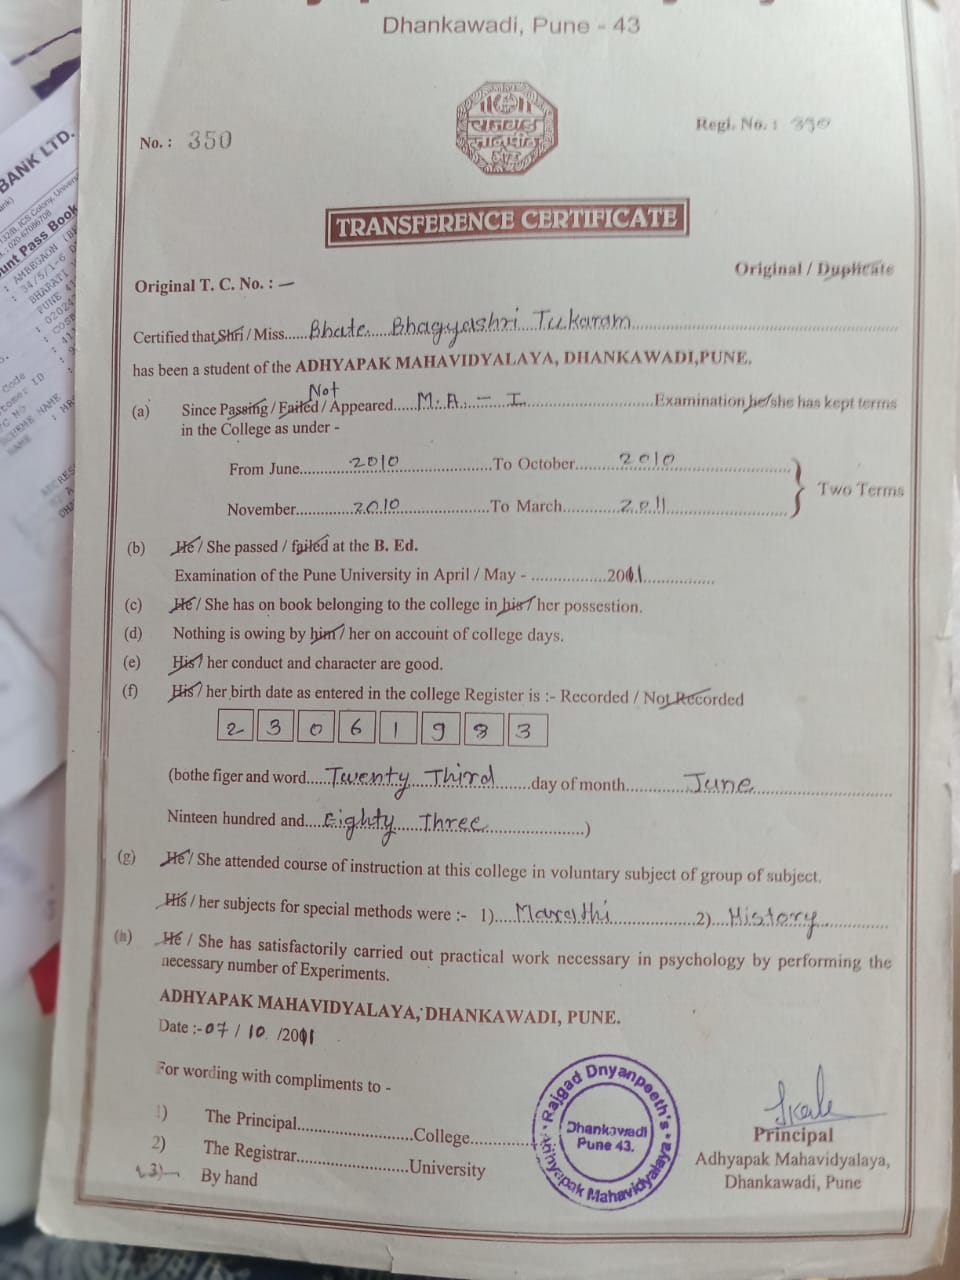 Dhankawadi, Pune - 43
No. : 350
Regl. No. : 350
TRANSFERENCE CERTIFICATE
Original / Duplicate
Original T. C. No. : —
Certified that Shri / Miss......Bhate Bhagyashri Tukaram
has been a student of the ADHYAPAK MAHAVIDYALAYA, DHANKAWADI,PUNE.
Not
(a) Since Passing / Failed / Appeared.....M.A. - I.....Examination he/she has kept terms
in the College as under -
From June....2010....To October....2010
November....2010....To March....2011
Two Terms
(b) He / She passed / failed at the B. Ed.
Examination of the Pune University in April / May - ....2011....
(c) He / She has on book belonging to the college in his / her possestion.
(d) Nothing is owing by him / her on account of college days.
(e) His / her conduct and character are good.
(f) His / her birth date as entered in the college Register is :- Recorded / Not Recorded
2 3 0 6 1 9 8 3
(bothe figer and word....Twenty Third....day of month....June....
Ninteen hundred and....Eighty Three....)
(g) He / She attended course of instruction at this college in voluntary subject of group of subject.
His / her subjects for special methods were :- 1)....Marathi....2)....History....
(h) He / She has satisfactorily carried out practical work necessary in psychology by performing the
necessary number of Experiments.
ADHYAPAK MAHAVIDYALAYA, DHANKAWADI, PUNE.
Date :- 07 / 10 /2011
For wording with compliments to -
1) The Principal....College....
2) The Registrar....University
3) By hand
Rajgad Dnyanpeeth's
Adhyapak Mahavidyalaya
Dhankawadi
Pune 43.
Principal
Adhyapak Mahavidyalaya,
Dhankawadi, Pune
BANK LTD.
unt Pass Book